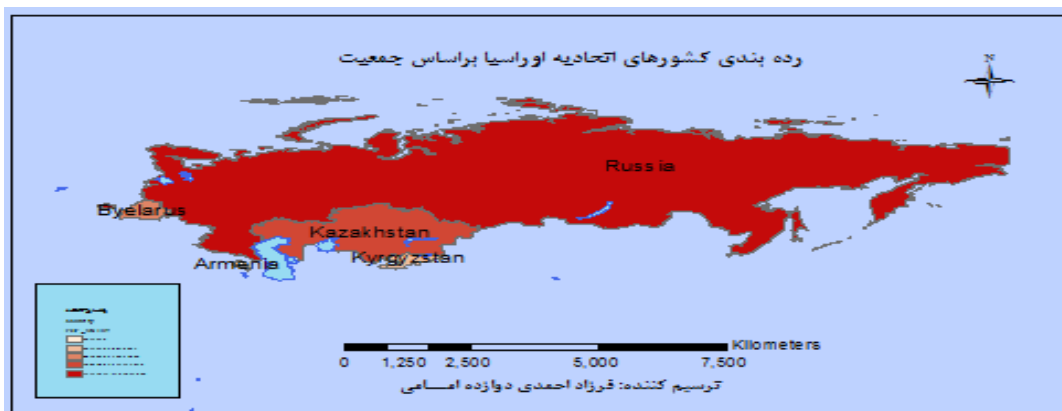 رده بندی کشورهای اتحادیه اوراسیا براساس جمعیت
N
Russia
Byelarus
Kazakhstan
Armenia
Kyrgyzstan
Kilometers
0 1,250 2,500 5,000 7,500
ترسیم کننده: فرزاد احمدی دوازده امـــامی